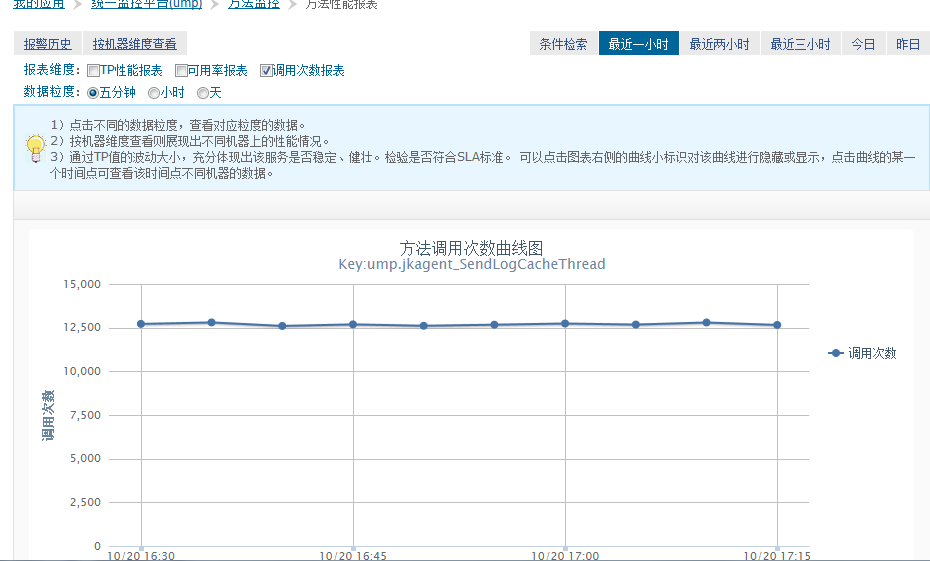 我的应用 统一监控平台(ump) 方法监控 方法性能报表
报警历史 按机器维度查看 条件检索 最近一小时 最近两小时 最近三小时 今日 昨日
报表维度： TP性能报表 可用率报表 调用次数报表
数据粒度： 五分钟 小时 天
1）点击不同的数据粒度，查看对应粒度的数据。
2）按机器维度查看则展现出不同机器上的性能情况。
3）通过TP值的波动大小，充分体现出该服务是否稳定、健壮。检验是否符合SLA标准。 可以点击图表右侧的曲线小标识对该曲线进行隐藏或显示，点击曲线的某一
个时间点可查看该时间点不同机器的数据。
方法调用次数曲线图
Key:ump.jkagent_SendLogCacheThread
15,000
12,500
10,000
7,500
5,000
2,500
0
调用次数
调用次数
10/20 16:30 10/20 16:45 10/20 17:00 10/20 17:15